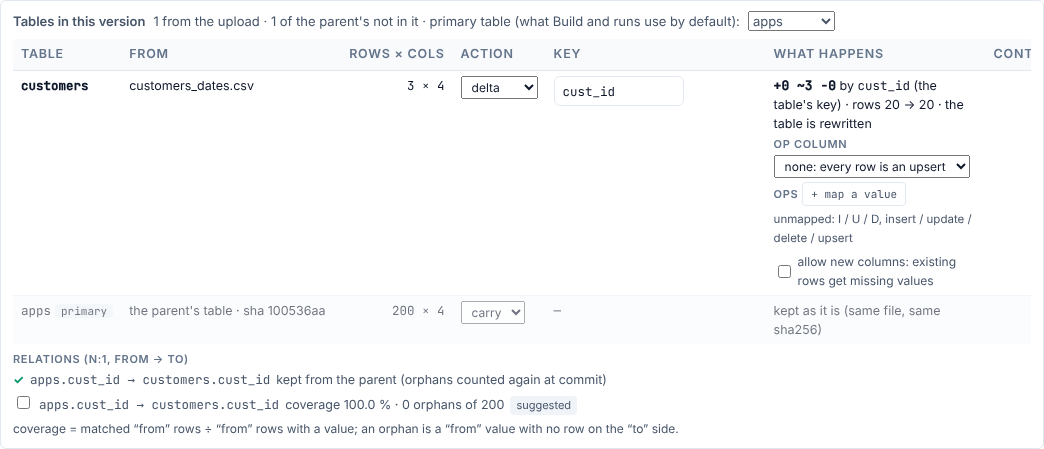 Tables in this version 1 from the upload · 1 of the parent's not in it · primary table (what Build and runs use by default): apps
TABLE FROM ROWS × COLS ACTION KEY WHAT HAPPENS CONT
customers customers_dates.csv 3 × 4 delta cust_id +0 ~3 -0 by cust_id (the
table's key) · rows 20 → 20 · the
table is rewritten
OP COLUMN
none: every row is an upsert
OPS + map a value
unmapped: I / U / D, insert / update /
delete / upsert
allow new columns: existing
rows get missing values
apps primary the parent's table · sha 100536aa 200 × 4 carry — kept as it is (same file, same
sha256)
RELATIONS (N:1, FROM → TO)
✓ apps.cust_id → customers.cust_id kept from the parent (orphans counted again at commit)
apps.cust_id → customers.cust_id coverage 100.0 % · 0 orphans of 200 suggested
coverage = matched “from” rows ÷ “from” rows with a value; an orphan is a “from” value with no row on the “to” side.